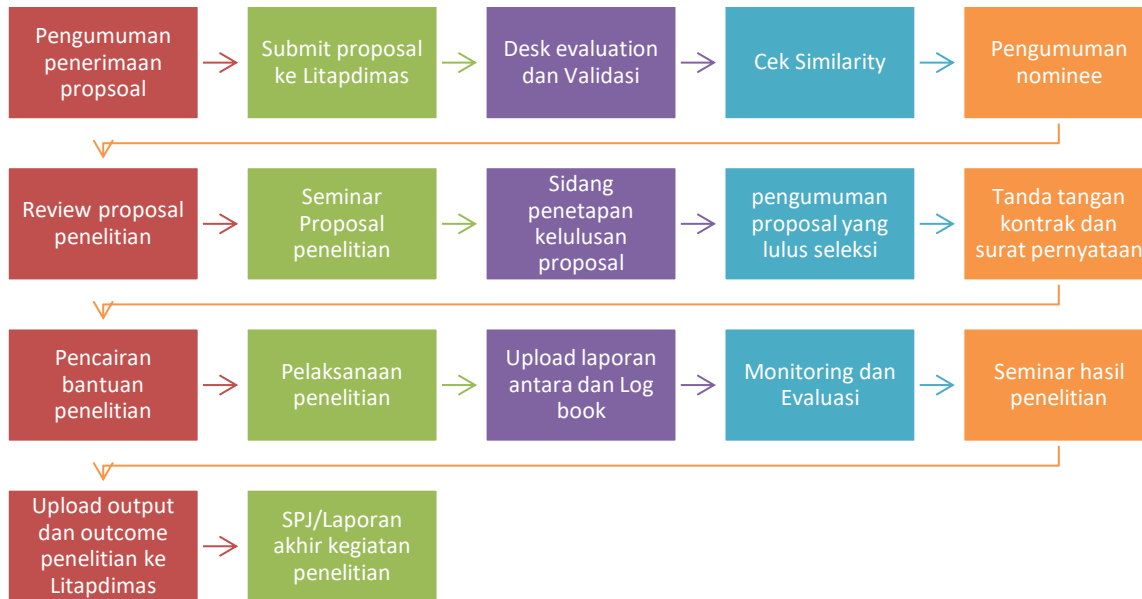 Pengumuman
penerimaan
propsoal
Submit proposal
ke Litapdimas
Desk evaluation
dan Validasi
Cek Similarity
Pengumuman
nominee
Review proposal
penelitian
Seminar
Proposal
penelitian
Sidang
penetapan
kelulusan
proposal
pengumuman
proposal yang
lulus seleksi
Tanda tangan
kontrak dan
surat pernyataan
Pencairan
bantuan
penelitian
Pelaksanaan
penelitian
Upload laporan
antara dan Log
book
Monitoring dan
Evaluasi
Seminar hasil
penelitian
Upload output
dan outcome
penelitian ke
Litapdimas
SPJ/Laporan
akhir kegiatan
penelitian